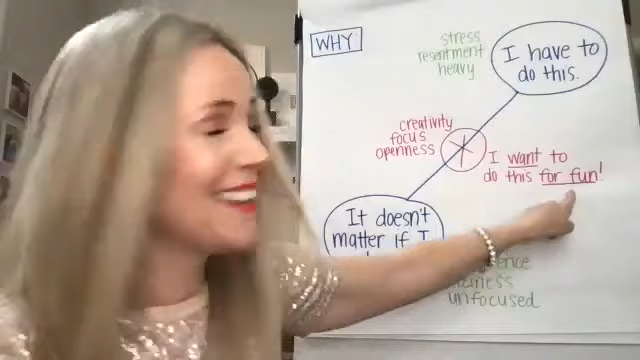 WHY
stress
resentment
heavy
I have to
do this.
creativity
focus
openness
I want to
do this for fun!
It doesn't
matter if I
unfocused